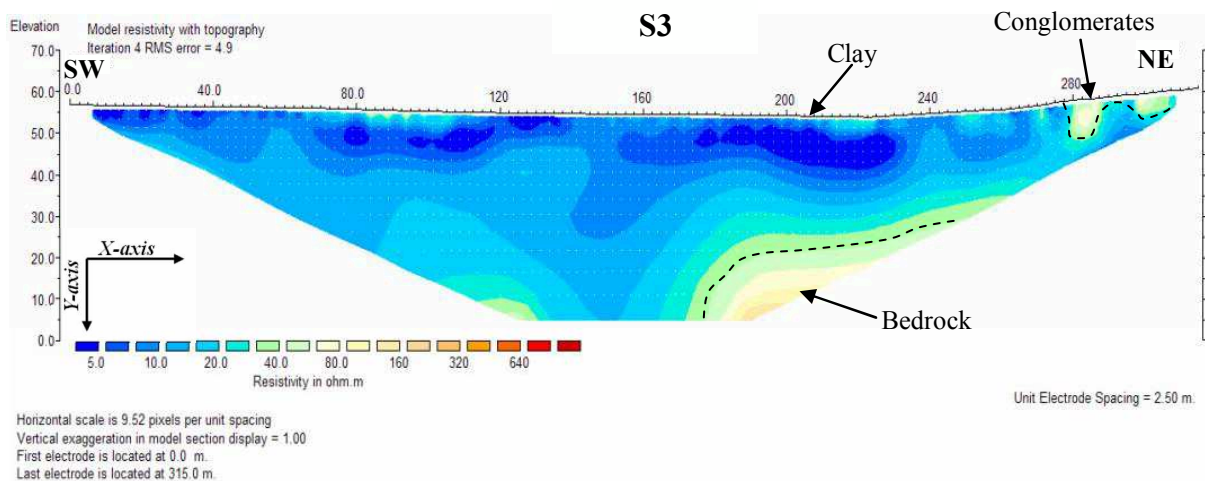 S3
Conglomerates
Elevation
Model resistivity with topography
Iteration 4 RMS error = 4.9
70.0
SW
Clay
NE
60.0
0.0 40.0 80.0 120 160 200 240 280
50.0
40.0
30.0
20.0
10.0
0.0
X-axis
Y-axis
Bedrock
5.0 10.0 20.0 40.0 80.0 160 320 640
Resistivity in ohm.m
Unit Electrode Spacing = 2.50 m.
Horizontal scale is 9.52 pixels per unit spacing
Vertical exaggeration in model section display = 1.00
First electrode is located at 0.0 m.
Last electrode is located at 315.0 m.